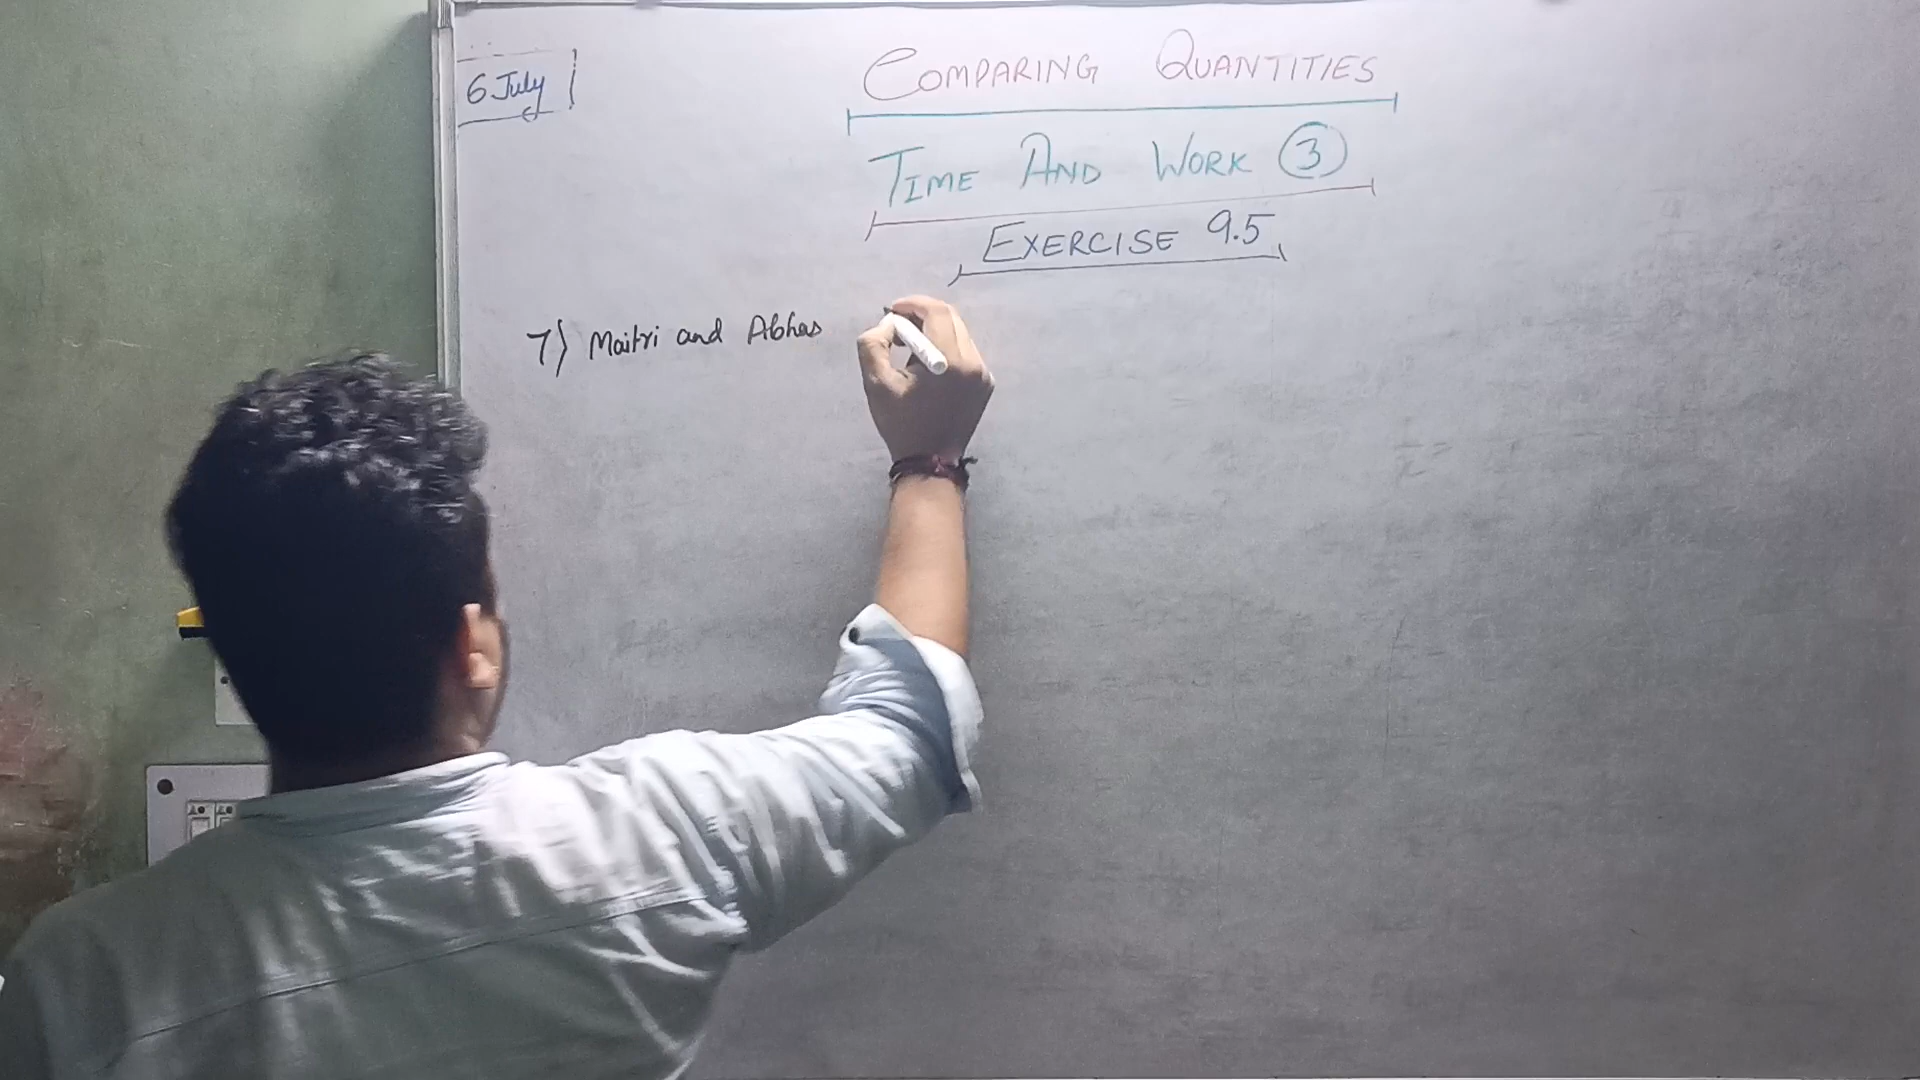 6 July
COMPARING QUANTITIES
TIME AND WORK 3
EXERCISE 9.5
7) Maitri and Abhas